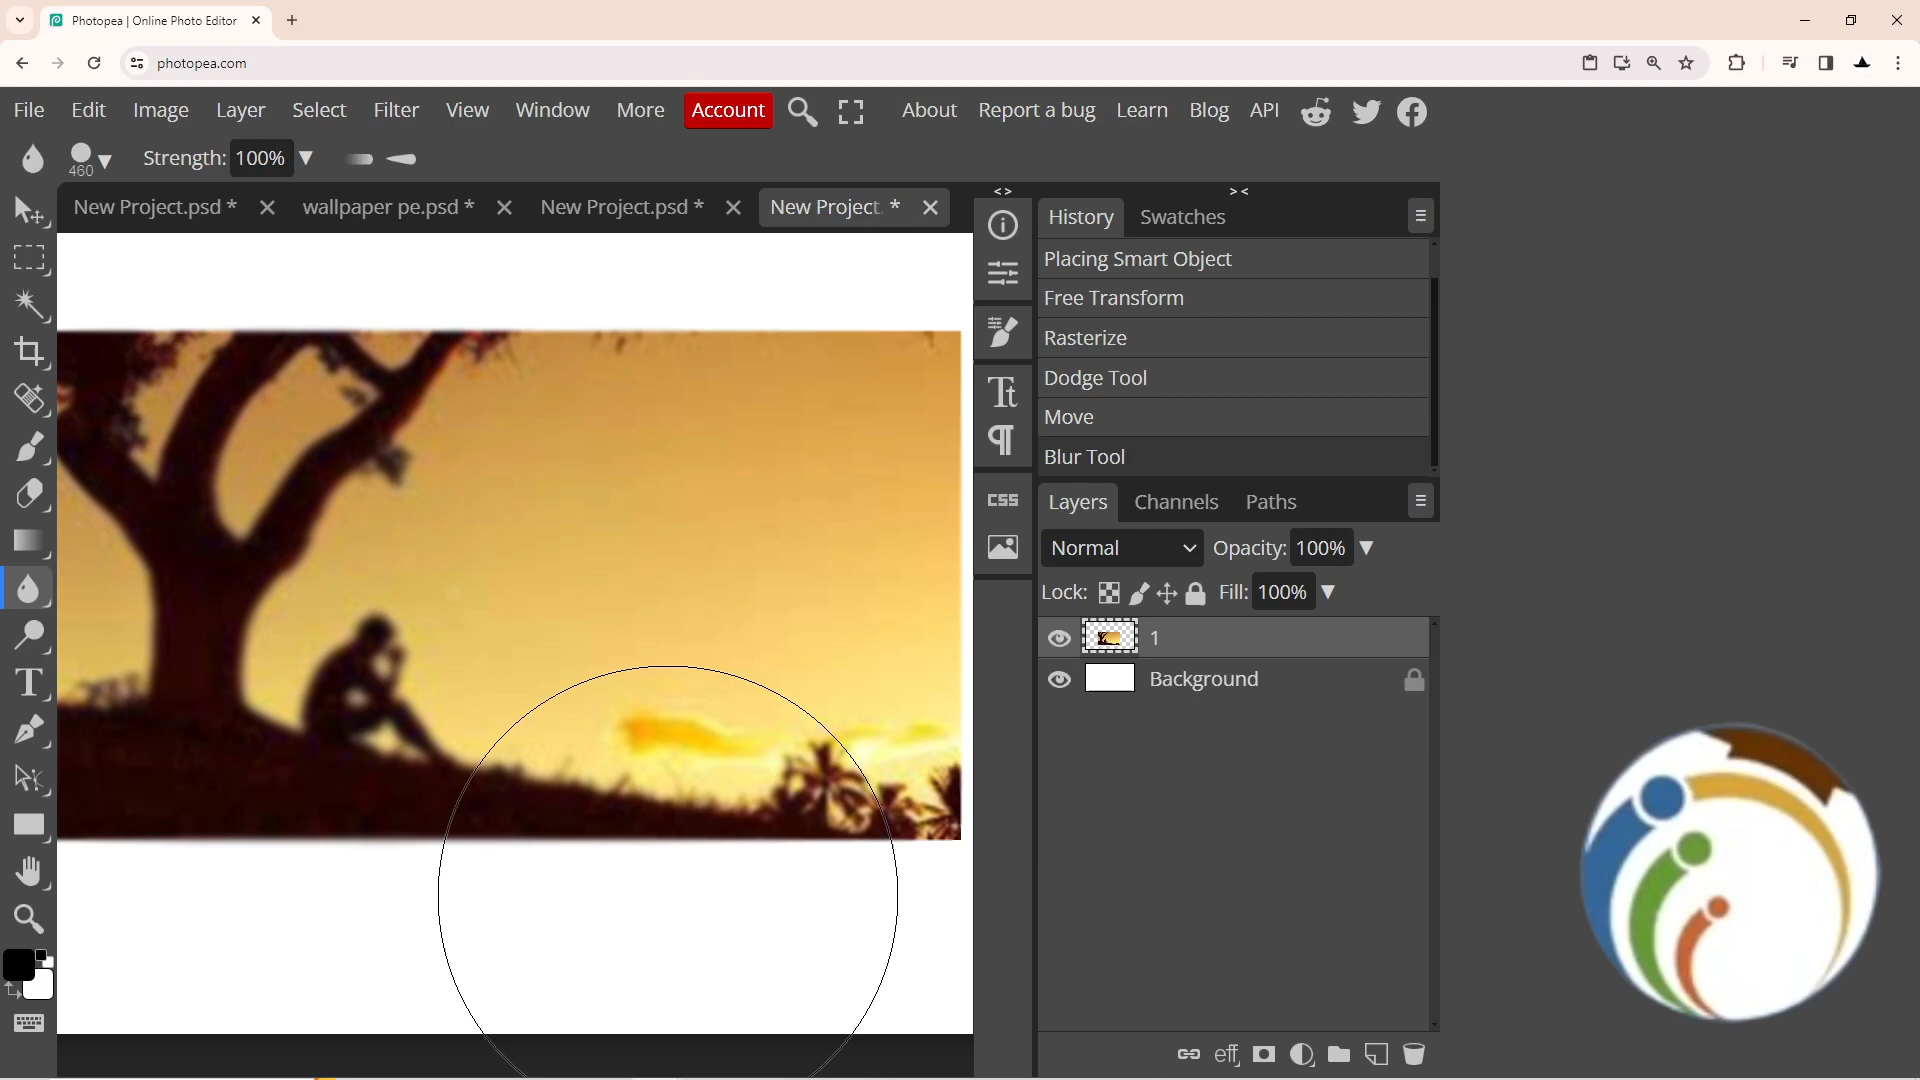 Photopea | Online Photo Editor
photopea.com
File Edit Image Layer Select Filter View Window More Account About Report a bug Learn Blog API
460 Strength: 100%
New Project.psd * wallpaper pe.psd * New Project.psd * New Project. *
< > > <
History Swatches
Placing Smart Object
Free Transform
Rasterize
Dodge Tool
Move
Blur Tool
CSS
Layers Channels Paths
Normal Opacity: 100%
Lock: Fill: 100%
1
Background
eff